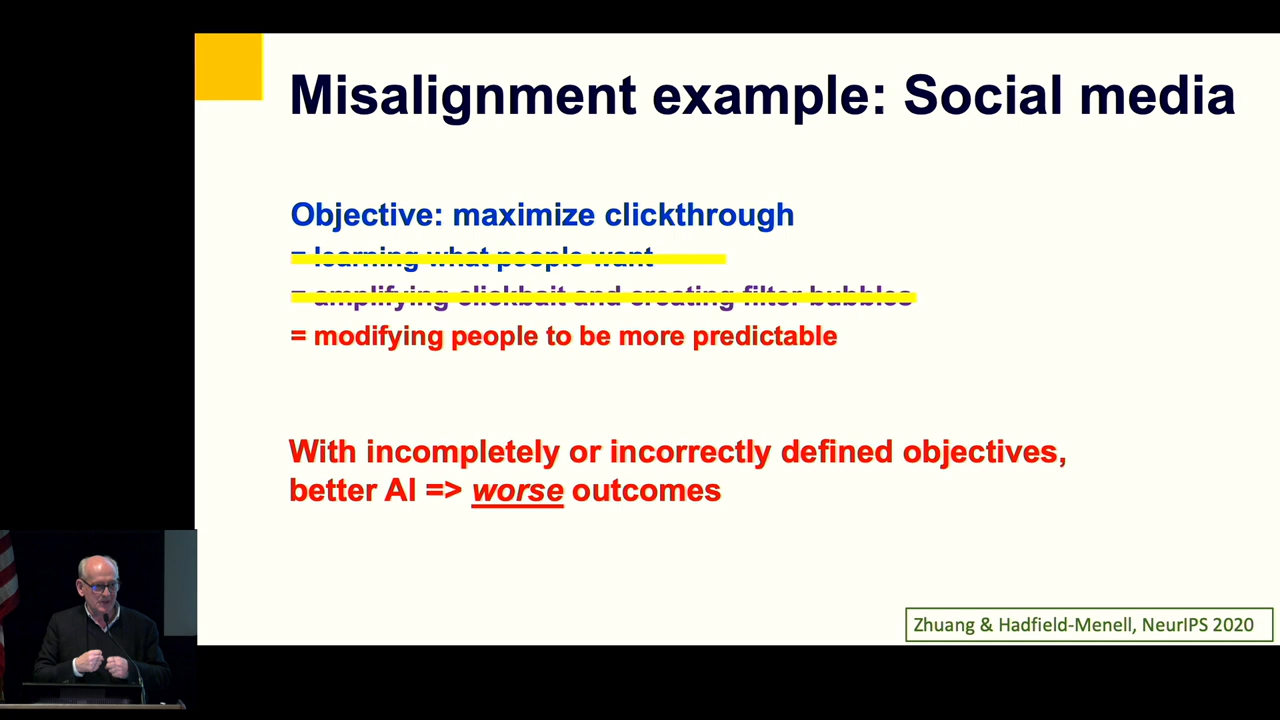 Misalignment example: Social media
Objective: maximize clickthrough
= learning what people want
= amplifying clickbait and creating filter bubbles
= modifying people to be more predictable
With incompletely or incorrectly defined objectives,
better AI => worse outcomes
Zhuang & Hadfield-Menell, NeurIPS 2020